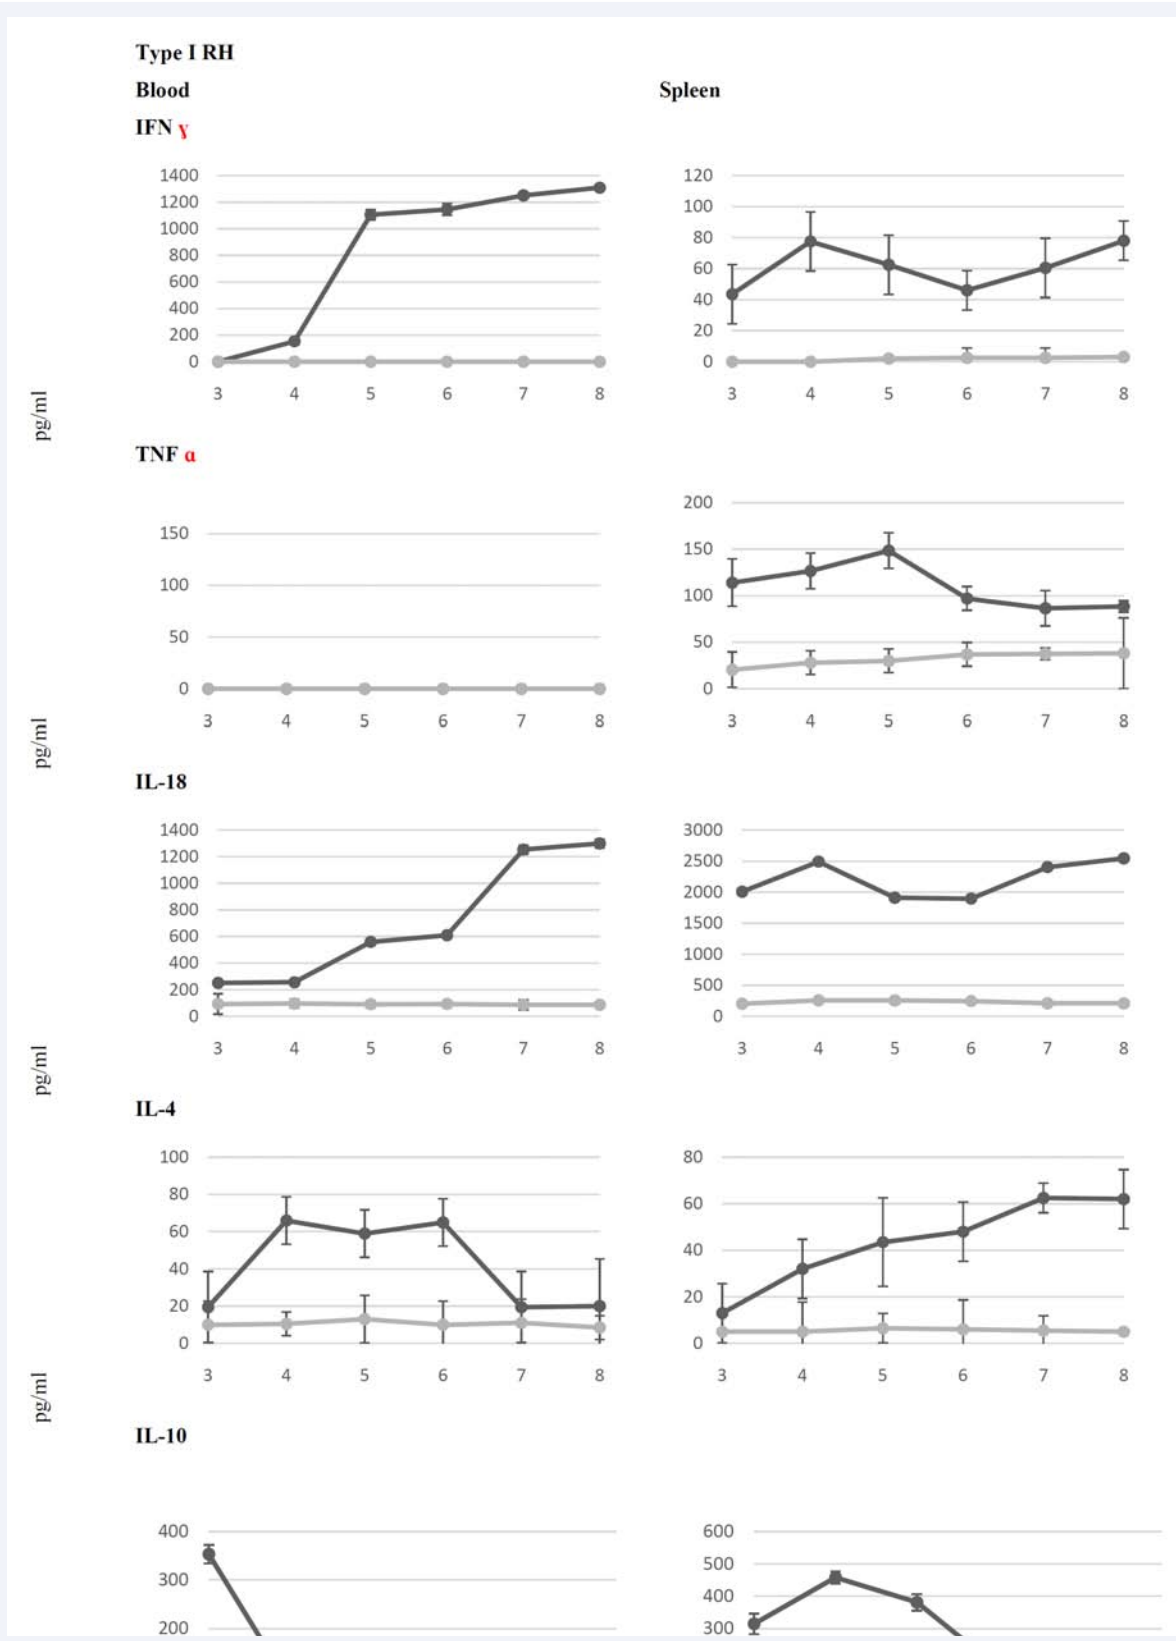 Type I RH
Blood Spleen
IFN ɣ
1400 120
1200 100
1000 80
800 60
600 40
400 20
200 0
0
3 4 5 6 7 8 3 4 5 6 7 8
pg/ml
TNF α
150 200
100 150
50 100
0 50
0
3 4 5 6 7 8 3 4 5 6 7 8
pg/ml
IL-18
1400 3000
1200 2500
1000 2000
800 1500
600 1000
400 500
200 0
0
3 4 5 6 7 8 3 4 5 6 7 8
pg/ml
IL-4
100 80
80 60
60 40
40 20
20 0
0
3 4 5 6 7 8 3 4 5 6 7 8
pg/ml
IL-10
400 600
300 500
200 400
300